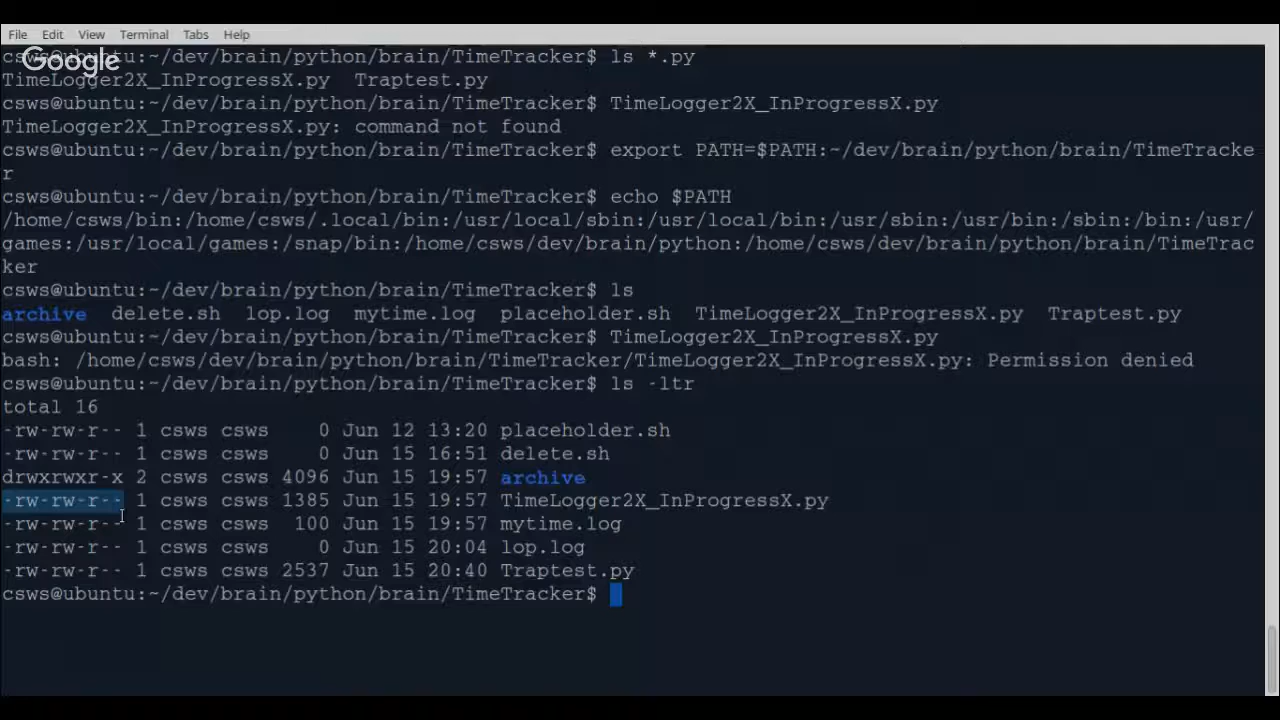 File Edit View Terminal Tabs Help
csws@ubuntu:~/dev/brain/python/brain/TimeTracker$ ls *.py
Google
TimeLogger2X_InProgressX.py  Traptest.py
csws@ubuntu:~/dev/brain/python/brain/TimeTracker$ TimeLogger2X_InProgressX.py
TimeLogger2X_InProgressX.py: command not found
csws@ubuntu:~/dev/brain/python/brain/TimeTracker$ export PATH=$PATH:~/dev/brain/python/brain/TimeTracke
r
csws@ubuntu:~/dev/brain/python/brain/TimeTracker$ echo $PATH
/home/csws/bin:/home/csws/.local/bin:/usr/local/sbin:/usr/local/bin:/usr/sbin:/usr/bin:/sbin:/bin:/usr/
games:/usr/local/games:/snap/bin:/home/csws/dev/brain/python:/home/csws/dev/brain/python/brain/TimeTrac
ker
csws@ubuntu:~/dev/brain/python/brain/TimeTracker$ ls
archive  delete.sh  lop.log  mytime.log  placeholder.sh  TimeLogger2X_InProgressX.py  Traptest.py
csws@ubuntu:~/dev/brain/python/brain/TimeTracker$ TimeLogger2X_InProgressX.py
bash: /home/csws/dev/brain/python/brain/TimeTracker/TimeLogger2X_InProgressX.py: Permission denied
csws@ubuntu:~/dev/brain/python/brain/TimeTracker$ ls -ltr
total 16
-rw-rw-r-- 1 csws csws    0 Jun 12 13:20 placeholder.sh
-rw-rw-r-- 1 csws csws    0 Jun 15 16:51 delete.sh
drwxrwxr-x 2 csws csws 4096 Jun 15 19:57 archive
-rw-rw-r-- 1 csws csws 1385 Jun 15 19:57 TimeLogger2X_InProgressX.py
-rw-rw-r-- 1 csws csws  100 Jun 15 19:57 mytime.log
-rw-rw-r-- 1 csws csws    0 Jun 15 20:04 lop.log
-rw-rw-r-- 1 csws csws 2537 Jun 15 20:40 Traptest.py
csws@ubuntu:~/dev/brain/python/brain/TimeTracker$